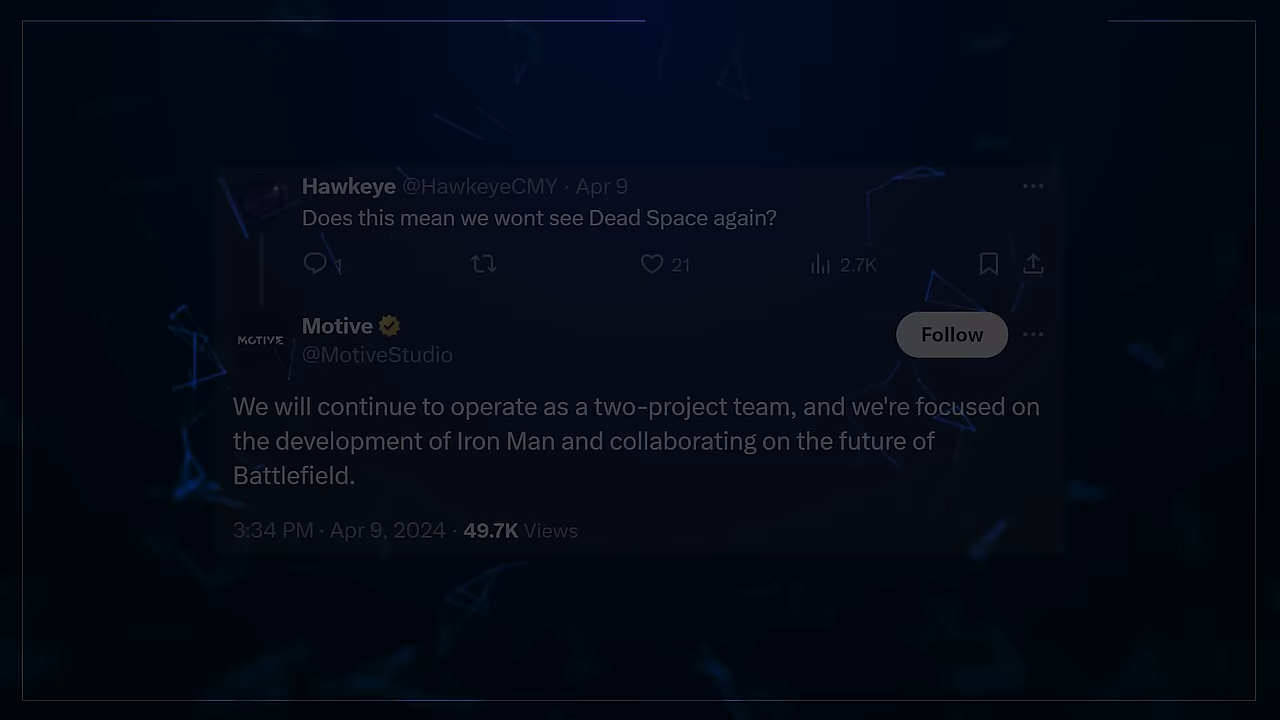 Hawkeye @HawkeyeCMY · Apr 9
Does this mean we wont see Dead Space again?
1 21 2.7K
MOTIVE
Motive
@MotiveStudio
Follow
We will continue to operate as a two-project team, and we're focused on
the development of Iron Man and collaborating on the future of
Battlefield.
3:34 PM · Apr 9, 2024 · 49.7K Views